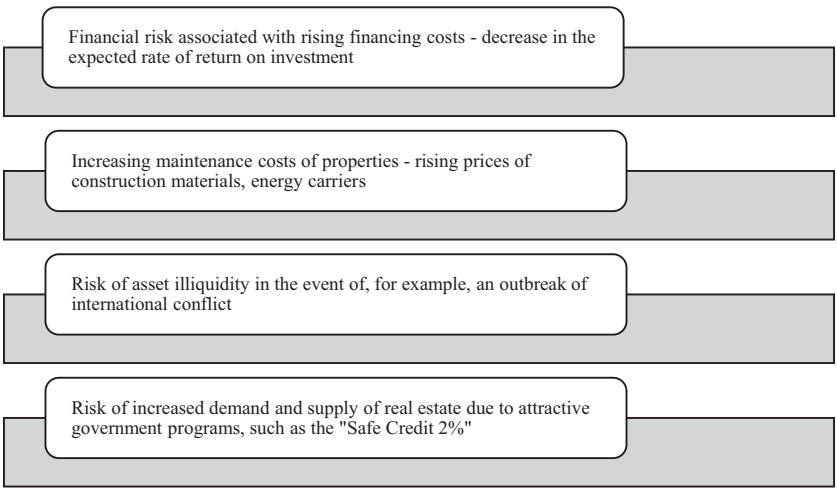 Financial risk associated with rising financing costs - decrease in the
expected rate of return on investment
Increasing maintenance costs of properties - rising prices of
construction materials, energy carriers
Risk of asset illiquidity in the event of, for example, an outbreak of
international conflict
Risk of increased demand and supply of real estate due to attractive
government programs, such as the "Safe Credit 2%"